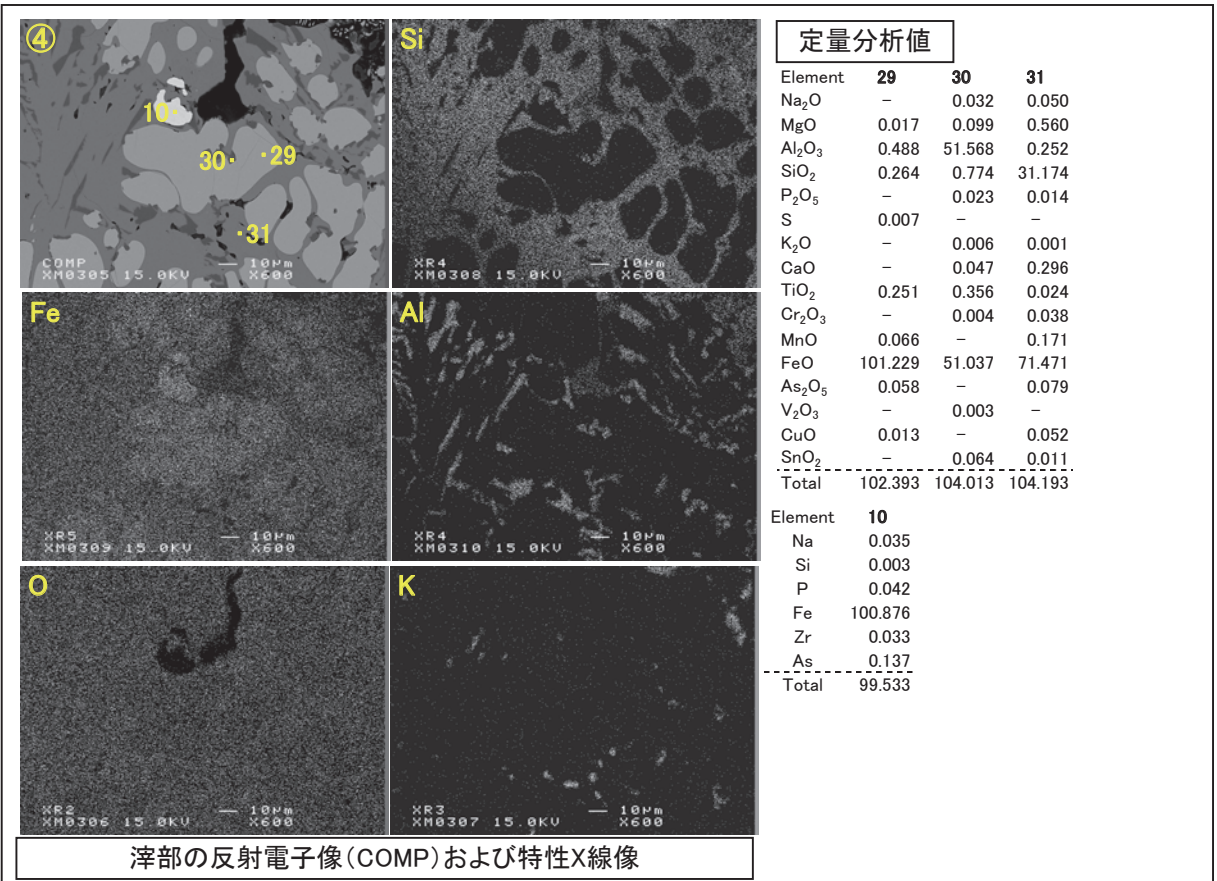 ④
10
30
29
31
COMP 10μm
XM0305 15.0KV X600
Si
XR4 10μm
XM0308 15.0KV X600
Fe
XR5 10μm
XM0309 15.0KV X600
Al
XR4 10μm
XM0310 15.0KV X600
O
XR2 10μm
XM0306 15.0KV X600
K
XR3 10μm
XM0307 15.0KV X600
滓部の反射電子像(COMP)および特性X線像
定量分析値
Element 29 30 31
Na₂O - 0.032 0.050
MgO 0.017 0.099 0.560
Al₂O₃ 0.488 51.568 0.252
SiO₂ 0.264 0.774 31.174
P₂O₅ - 0.023 0.014
S 0.007 - -
K₂O - 0.006 0.001
CaO - 0.047 0.296
TiO₂ 0.251 0.356 0.024
Cr₂O₃ - 0.004 0.038
MnO 0.066 - 0.171
FeO 101.229 51.037 71.471
As₂O₅ 0.058 - 0.079
V₂O₃ - 0.003 -
CuO 0.013 - 0.052
SnO₂ - 0.064 0.011
Total 102.393 104.013 104.193
Element 10
Na 0.035
Si 0.003
P 0.042
Fe 100.876
Zr 0.033
As 0.137
Total 99.533